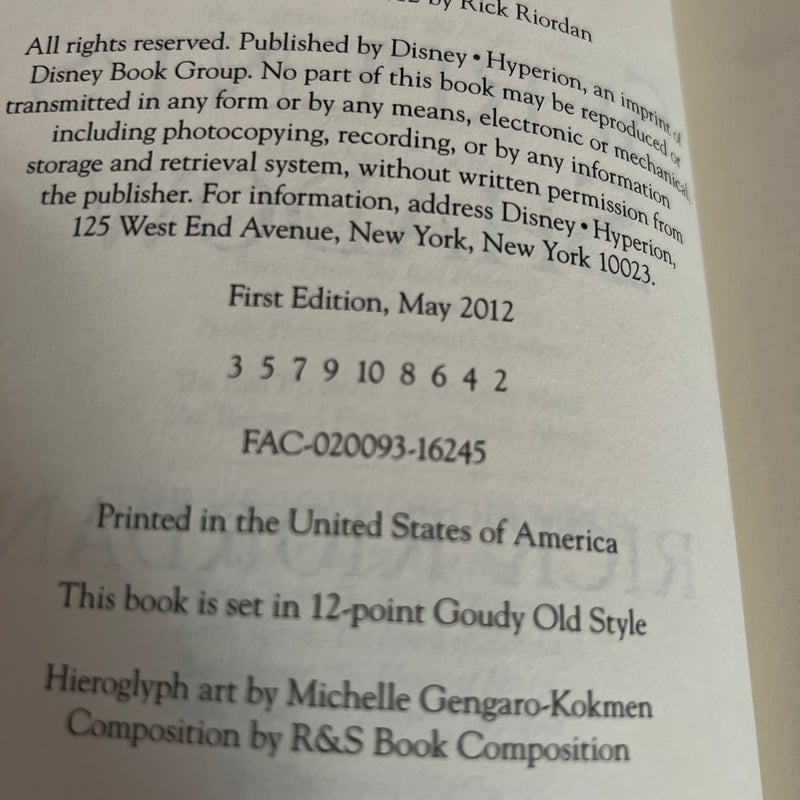 by Rick Riordan
All rights reserved. Published by Disney • Hyperion, an imprint of
Disney Book Group. No part of this book may be reproduced or
transmitted in any form or by any means, electronic or mechanical,
including photocopying, recording, or by any information
storage and retrieval system, without written permission from
the publisher. For information, address Disney • Hyperion,
125 West End Avenue, New York, New York 10023.
First Edition, May 2012
3 5 7 9 10 8 6 4 2
FAC-020093-16245
Printed in the United States of America
This book is set in 12-point Goudy Old Style
Hieroglyph art by Michelle Gengaro-Kokmen
Composition by R&S Book Composition